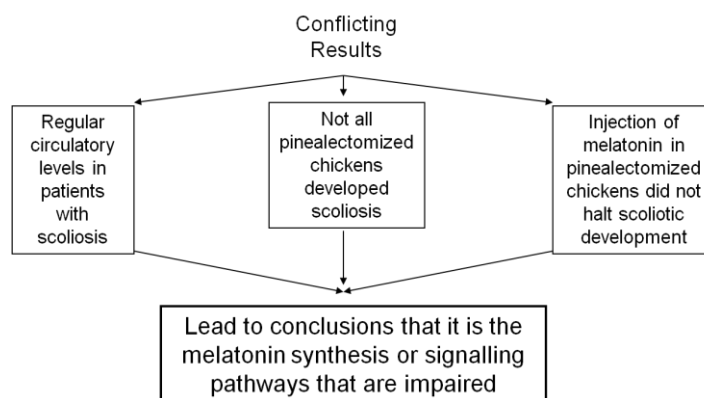 Conflicting
Results
Regular
circulatory
levels in
patients
with
scoliosis
Not all
pinealectomized
chickens
developed
scoliosis
Injection of
melatonin in
pinealectomized
chickens did not
halt scoliotic
development
Lead to conclusions that it is the
melatonin synthesis or signalling
pathways that are impaired